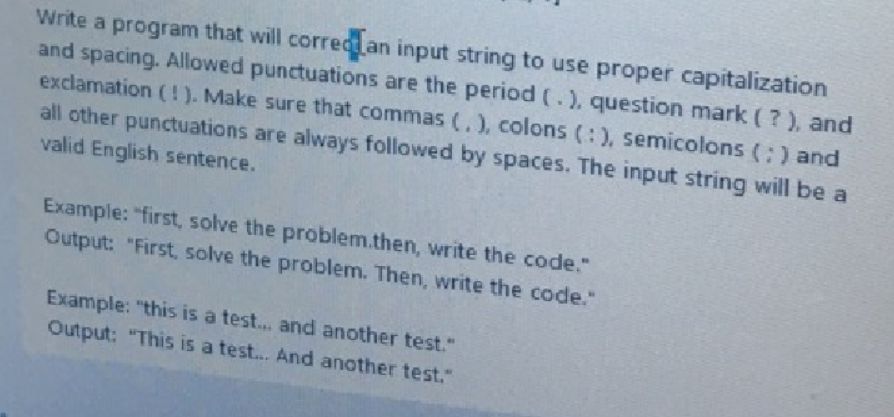 Write a program that will correct an input string to use proper capitalization
and spacing. Allowed punctuations are the period ( . ), question mark ( ? ), and
exclamation ( ! ). Make sure that commas ( , ), colons ( : ), semicolons ( ; ) and
all other punctuations are always followed by spaces. The input string will be a
valid English sentence.
Example: "first, solve the problem.then, write the code."
Output: "First, solve the problem. Then, write the code."
Example: "this is a test... and another test."
Output: "This is a test... And another test."